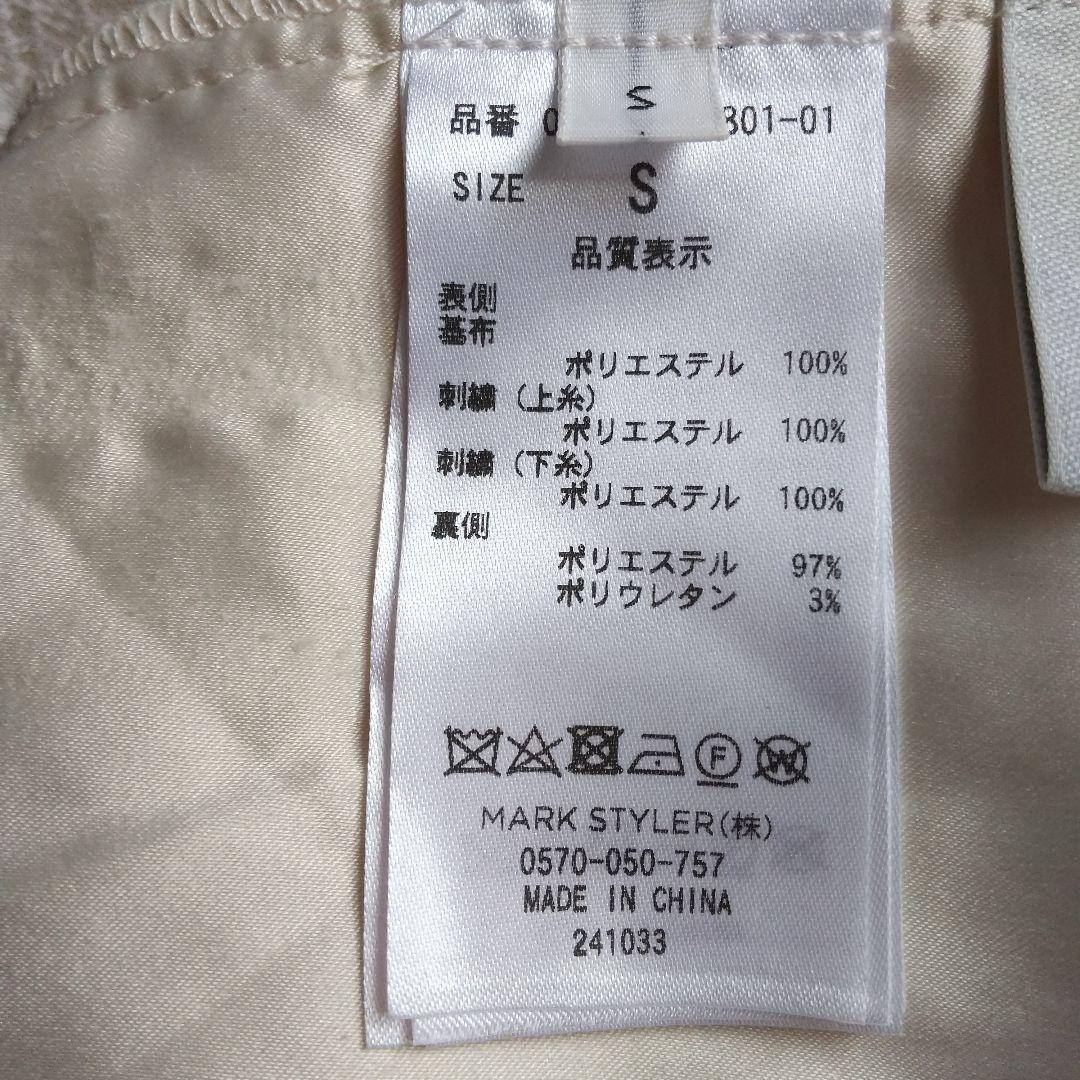 S
品番 0 801-01
SIZE S
品質表示
表側
基布
ポリエステル 100%
刺繍(上糸)
ポリエステル 100%
刺繍(下糸)
ポリエステル 100%
裏側
ポリエステル 97%
ポリウレタン 3%
F W
MARK STYLER(株)
0570-050-757
MADE IN CHINA
241033